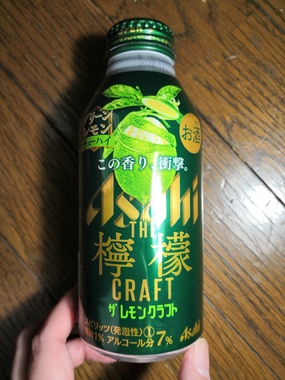 リーン
レモン
ューハイ
お酒
この香り、衝撃。
Asahi
THE
檸檬
CRAFT
ザ レモンクラフト
スピリッツ(発泡性)①
汁1% アルコール分7%
Asahi